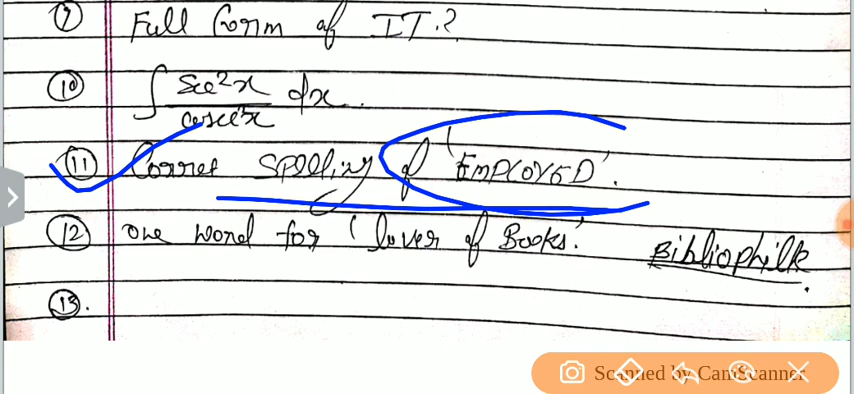 9 Full form of IT.?
10 ∫ Sec²x / cosec²x dx.
11 Correct Spelling of 'EMPLOYED'.
12 one word for 'lover of Books.' Bibliophilk
13.
Scanned by CamScanner